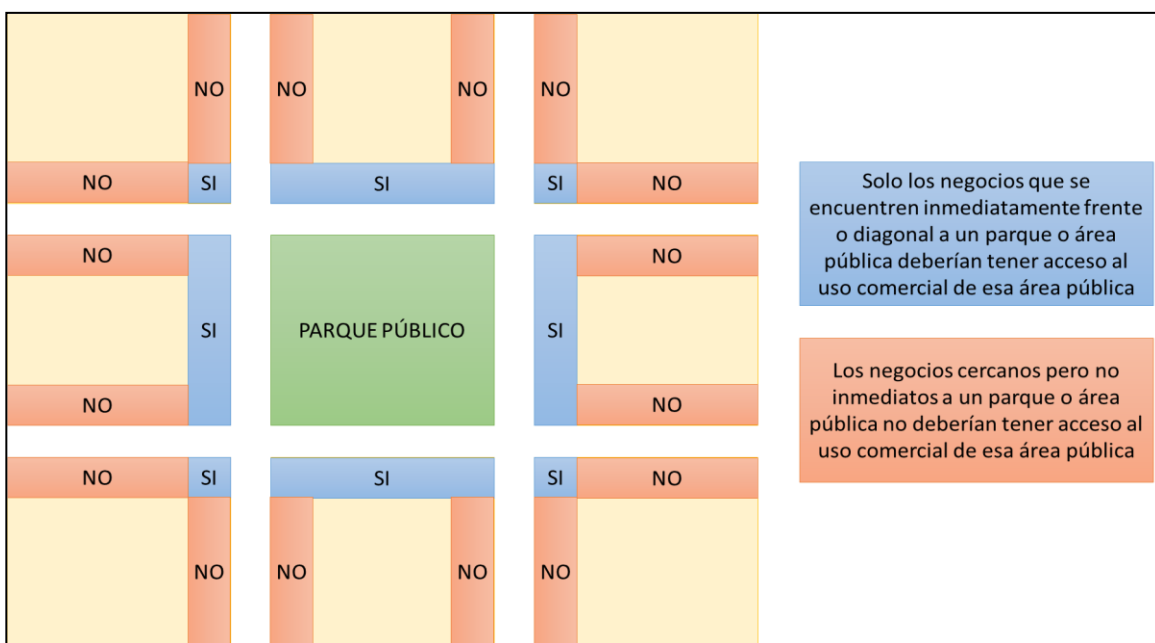 NO
NO
NO
NO
NO
SI
SI
SI
NO
NO
SI
NO
PARQUE PÚBLICO
SI
NO
NO
NO
SI
SI
SI
NO
NO
NO
NO
NO
Solo los negocios que se
encuentren inmediatamente frente
o diagonal a un parque o área
pública deberían tener acceso al
uso comercial de esa área pública
Los negocios cercanos pero no
inmediatos a un parque o área
pública no deberían tener acceso al
uso comercial de esa área pública